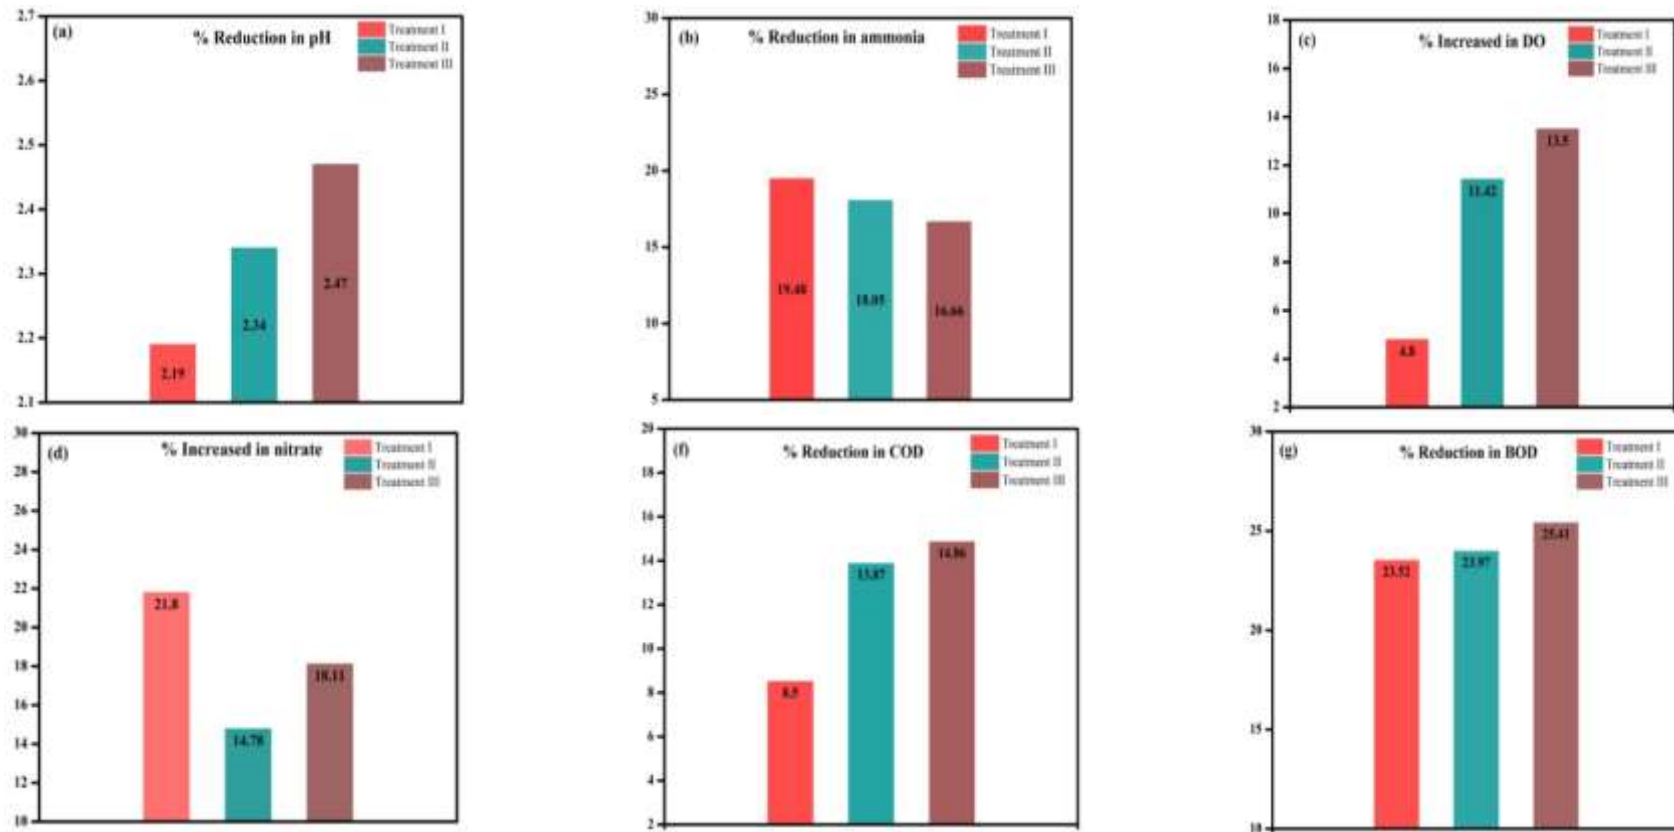 (a)
% Reduction in pH
Treatment I
Treatment II
Treatment III
2.7
2.6
2.5
2.4
2.3
2.2
2.1
2.19
2.34
2.47
(b)
% Reduction in ammonia
Treatment I
Treatment II
Treatment III
30
25
20
15
10
5
19.48
18.05
16.66
(c)
% Increased in DO
Treatment I
Treatment II
Treatment III
18
16
14
12
10
8
6
4
2
4.8
11.42
13.5
(d)
% Increased in nitrate
Treatment I
Treatment II
Treatment III
30
28
26
24
22
20
18
16
14
12
10
21.8
14.78
18.11
(f)
% Reduction in COD
Treatment I
Treatment II
Treatment III
20
18
16
14
12
10
8
6
4
2
8.5
13.87
14.86
(g)
% Reduction in BOD
Treatment I
Treatment II
Treatment III
30
25
20
15
10
23.52
23.97
25.41